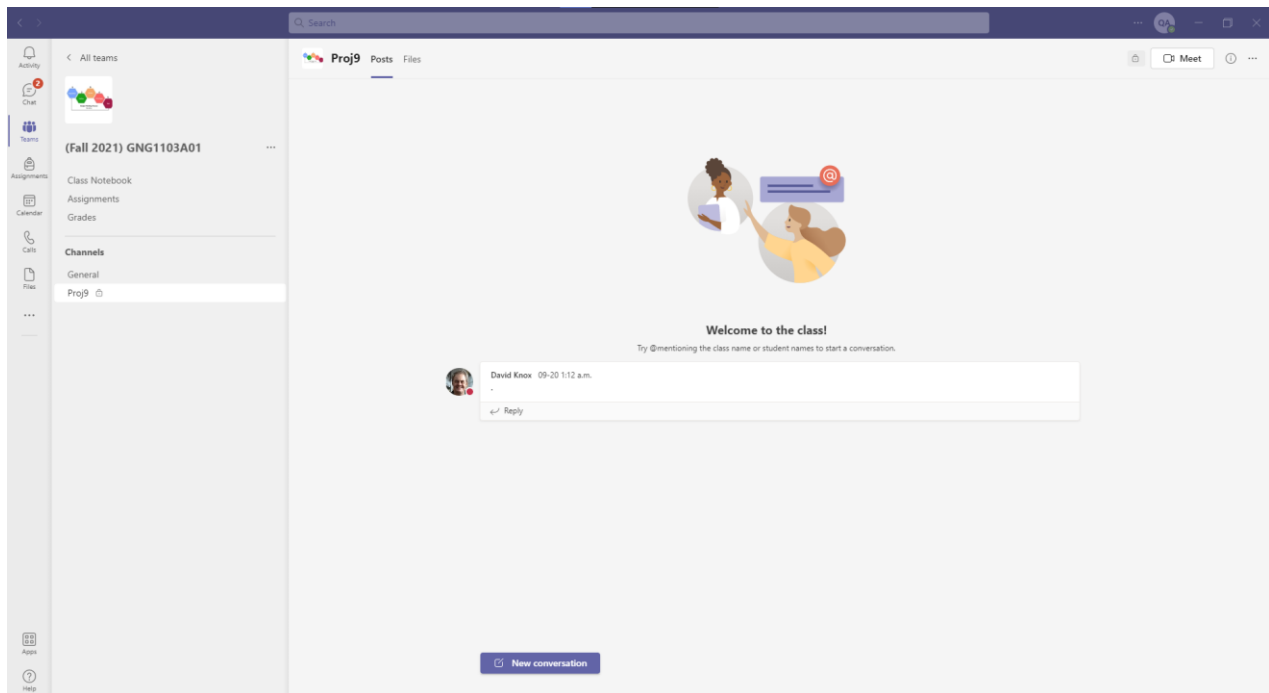 Search
QA
Activity
2
Chat
Teams
Assignments
Calendar
Calls
Files
Apps
Help
All teams
(Fall 2021) GNG1103A01
Class Notebook
Assignments
Grades
Channels
General
Proj9
Proj9 Posts Files
Meet
@
Welcome to the class!
Try @mentioning the class name or student names to start a conversation.
David Knox 09-20 1:12 a.m.
.
Reply
New conversation